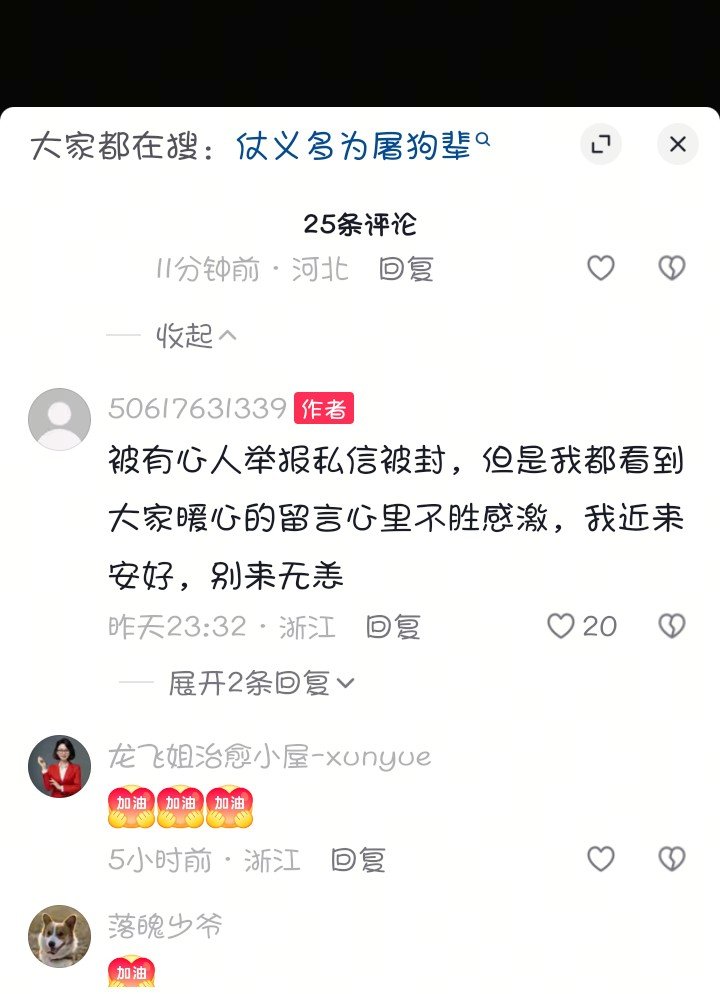 大家都在搜：仗义多为屠狗辈
25条评论
11分钟前·河北 回复
收起
50617631339 作者
被有心人举报私信被封，但是我都看到
大家暖心的留言心里不胜感激，我近来
安好，别来无恙
昨天23:32·浙江 回复 20
展开2条回复
龙飞姐治愈小屋-xunyue
加油 加油 加油
5小时前·浙江 回复
落魄少爷
加油